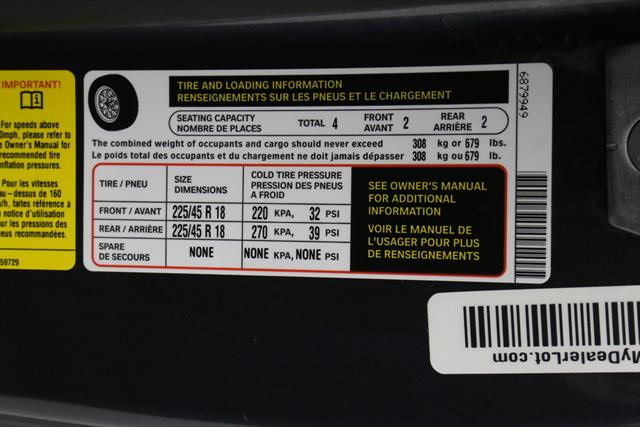 IMPORTANT!
For speeds above
0mph, please refer to
e Owner's Manual for
recommended tire
inflation pressures.
Pour les vitesses
au – dessus de 160
m/h, faites référence à
a notice d'utilisation
ur les pressions des
neus recommandées.
59729
TIRE AND LOADING INFORMATION
RENSEIGNEMENTS SUR LES PNEUS ET LE CHARGEMENT
SEATING CAPACITY
NOMBRE DE PLACES
TOTAL 4
FRONT
AVANT 2
REAR
ARRIÈRE 2
The combined weight of occupants and cargo should never exceed 308 kg or 679 lbs.
Le poids total des occupants et du chargement ne doit jamais dépasser 308 kg ou 679 lb.
TIRE / PNEU
SIZE
DIMENSIONS
COLD TIRE PRESSURE
PRESSION DES PNEUS
A FROID
FRONT / AVANT 225/45 R 18 220 KPA, 32 PSI
REAR / ARRIÈRE 225/45 R 18 270 KPA, 39 PSI
SPARE
DE SECOURS
NONE NONE KPA, NONE PSI
SEE OWNER'S MANUAL
FOR ADDITIONAL
INFORMATION
VOIR LE MANUEL DE
L'USAGER POUR PLUS
DE RENSEIGNEMENTS
6879949
MyDealerLot.com